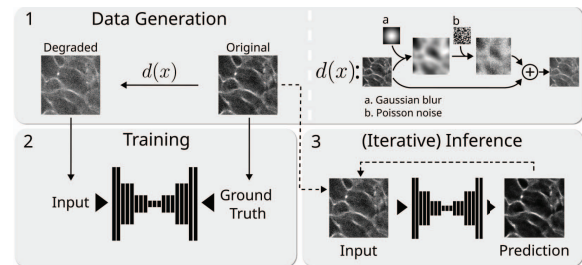 1 Data Generation
Degraded
Original
d(x)
d(x):
a
b
a. Gaussian blur
b. Poisson noise
2 Training
Input
Ground
Truth
3 (Iterative) Inference
Input
Prediction